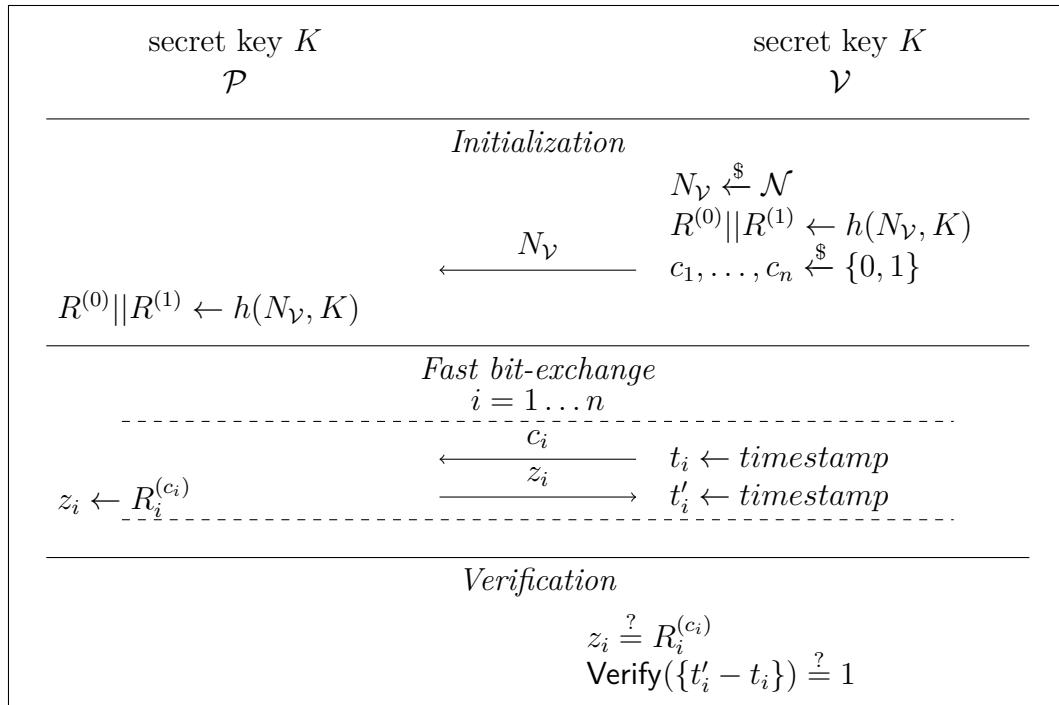 secret key K secret key K
𝒫 𝒱
Initialization
N_𝒱 ←$ 𝒩
R^(0)||R^(1) ← h(N_𝒱, K)
N_𝒱
c_1, . . . , c_n ←$ {0, 1}
R^(0)||R^(1) ← h(N_𝒱, K)
Fast bit-exchange
i = 1 . . . n
c_i t_i ← timestamp
z_i
z_i ← R_i^(c_i) t'_i ← timestamp
Verification
z_i ?= R_i^(c_i)
Verify({t'_i − t_i}) ?= 1